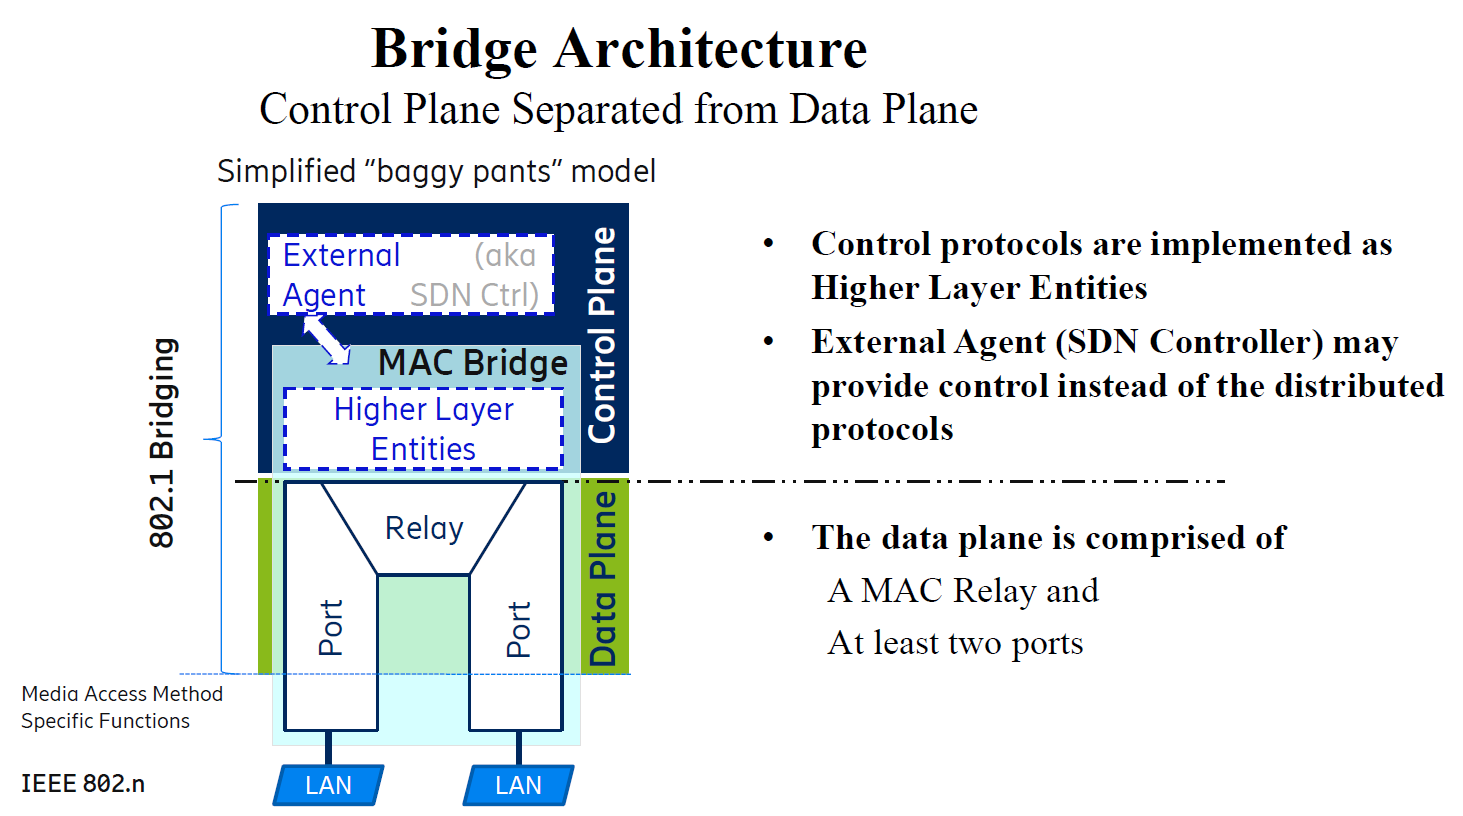 Bridge Architecture
Control Plane Separated from Data Plane
Simplified “baggy pants” model
External (aka
Agent SDN Ctrl)
Control Plane
MAC Bridge
Higher Layer
Entities
802.1 Bridging
Relay
Port
Port
Data Plane
Media Access Method
Specific Functions
IEEE 802.n
LAN
LAN
• Control protocols are implemented as
Higher Layer Entities
• External Agent (SDN Controller) may
provide control instead of the distributed
protocols
• The data plane is comprised of
A MAC Relay and
At least two ports